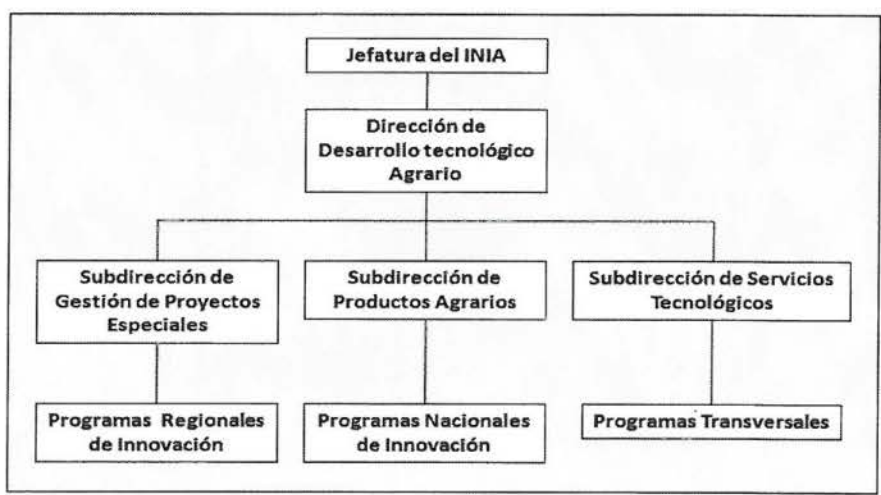 Jefatura del INIA
Dirección de
Desarrollo tecnológico
Agrario
Subdirección de
Gestión de Proyectos
Especiales
Subdirección de
Productos Agrarios
Subdirección de Servicios
Tecnológicos
Programas Regionales
de Innovación
Programas Nacionales
de Innovación
Programas Transversales